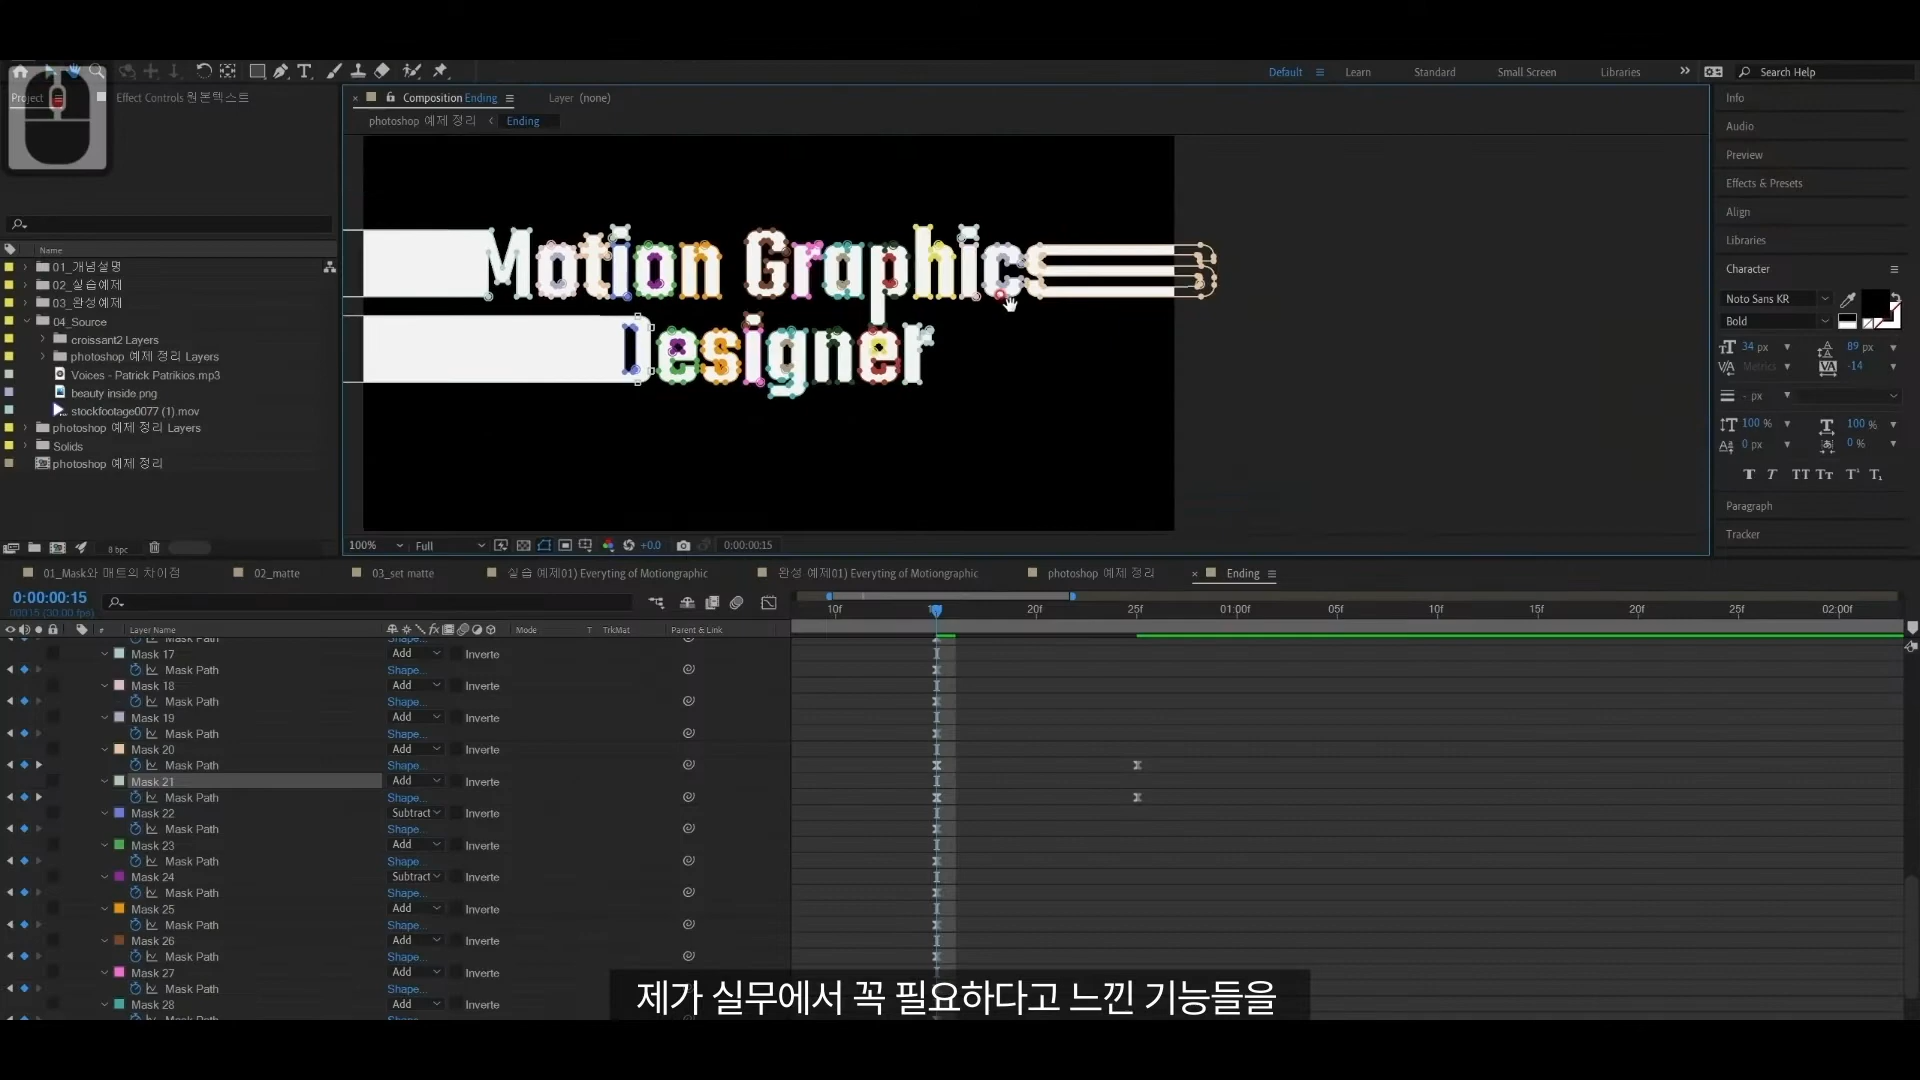 Default
Learn
Standard
Small Screen
Libraries
Search Help
Project
Effect Controls 원본텍스트
Composition Ending
Layer (none)
photoshop 예제 정리
Ending
Motion Graphics
Designer
Name
01_개념설명
02_실습예제
03_완성예제
04_Source
croissant2 Layers
photoshop 예제 정리 Layers
Voices - Patrick Patrikios.mp3
beauty inside.png
stockfootage0077 (1).mov
photoshop 예제 정리 Layers
Solids
photoshop 예제 정리
8 bpc
100%
Full
+0.0
0:00:00:15
Info
Audio
Preview
Effects & Presets
Align
Libraries
Character
Noto Sans KR
Bold
34 px
89 px
Metrics
-14
- px
100 %
100 %
0 px
0 %
Paragraph
Tracker
01_Mask와 매트의 차이점
02_matte
03_set matte
실습 예제01) Everyting of Motiongraphic
완성 예제01) Everyting of Motiongraphic
photoshop 예제 정리
Ending
0:00:00:15
00015 (30.00 fps)
10f
20f
25f
01:00f
05f
10f
15f
20f
25f
02:00f
Layer Name
Mode
T
TrkMat
Parent & Link
Mask Path
Shape...
Mask 17
Add
Inverte
Mask Path
Shape...
Mask 18
Add
Inverte
Mask Path
Shape...
Mask 19
Add
Inverte
Mask Path
Shape...
Mask 20
Add
Inverte
Mask Path
Shape...
Mask 21
Add
Inverte
Mask Path
Shape...
Mask 22
Subtract
Inverte
Mask Path
Shape...
Mask 23
Add
Inverte
Mask Path
Shape...
Mask 24
Subtract
Inverte
Mask Path
Shape...
Mask 25
Add
Inverte
Mask Path
Shape...
Mask 26
Add
Inverte
Mask Path
Shape...
Mask 27
Add
Inverte
Mask Path
Shape...
Mask 28
Add
Inverte
제가 실무에서 꼭 필요하다고 느낀 기능들을